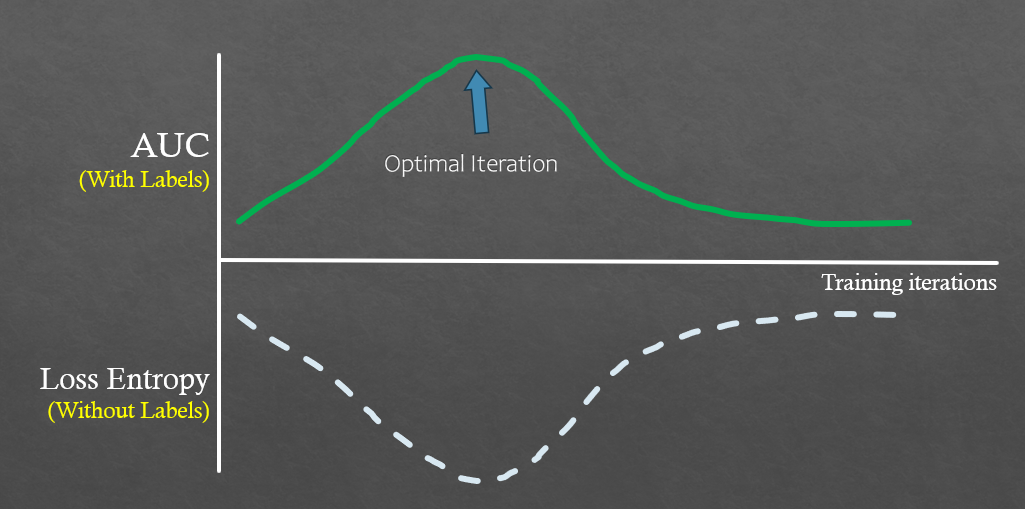 AUC
(With Labels)
Optimal Iteration
Training iterations
Loss Entropy
(Without Labels)